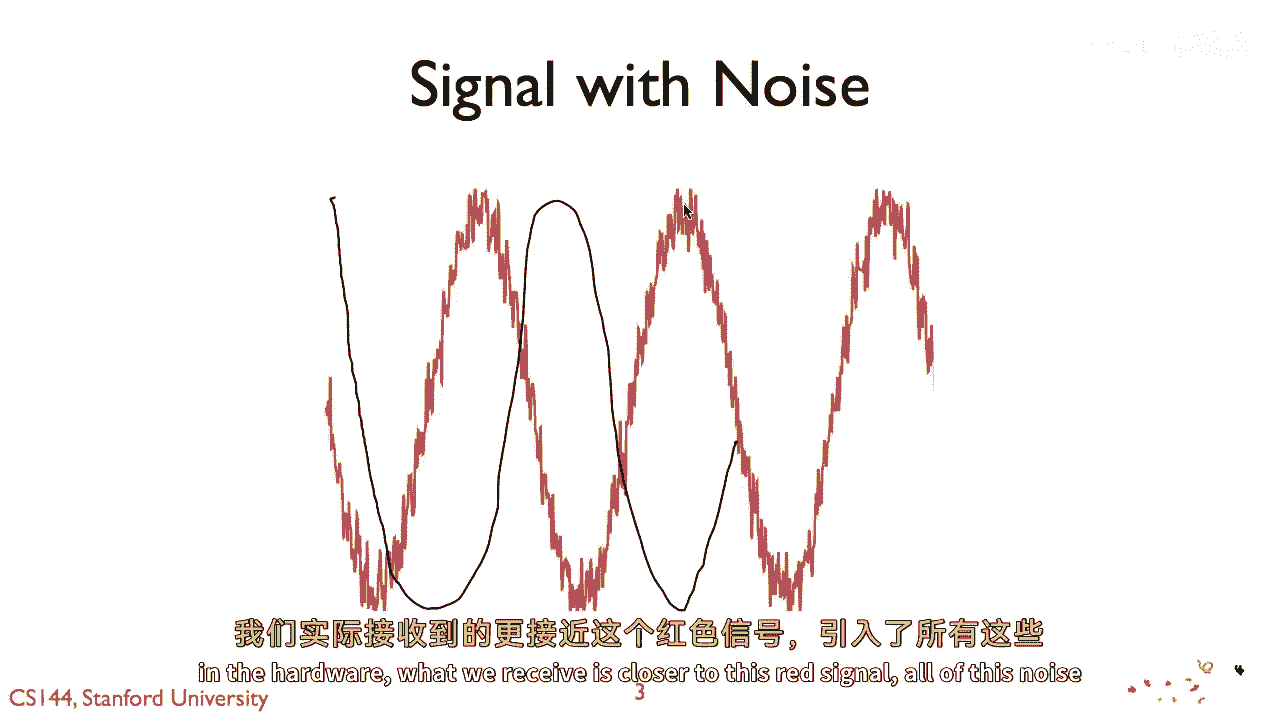 Signal with Noise
我们实际接收到的更接近这个红色信号，引入了所有这些
in the hardware, what we receive is closer to this red signal, all of this noise
CS144, Stanford University
3